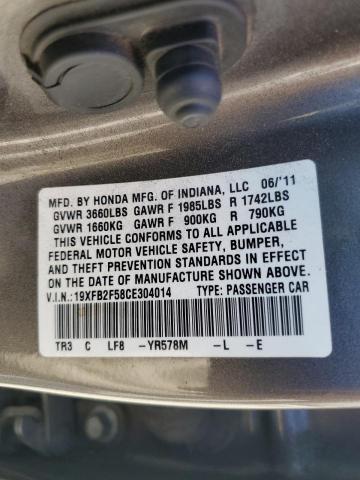 MFD. BY HONDA MFG. OF INDIANA, LLC 06/'11
GVWR 3660LBS GAWR F 1985LBS R 1742LBS
GVWR 1660KG GAWR F 900KG R 790KG
THIS VEHICLE CONFORMS TO ALL APPLICABLE
FEDERAL MOTOR VEHICLE SAFETY, BUMPER,
AND THEFT PREVENTION STANDARDS IN EFFECT
ON THE DATE OF MANUFACTURE SHOWN ABOVE.
V.I.N.: 19XFB2F58CE304014 TYPE: PASSENGER CAR
TR3 C LF8 -YR578M -L -E